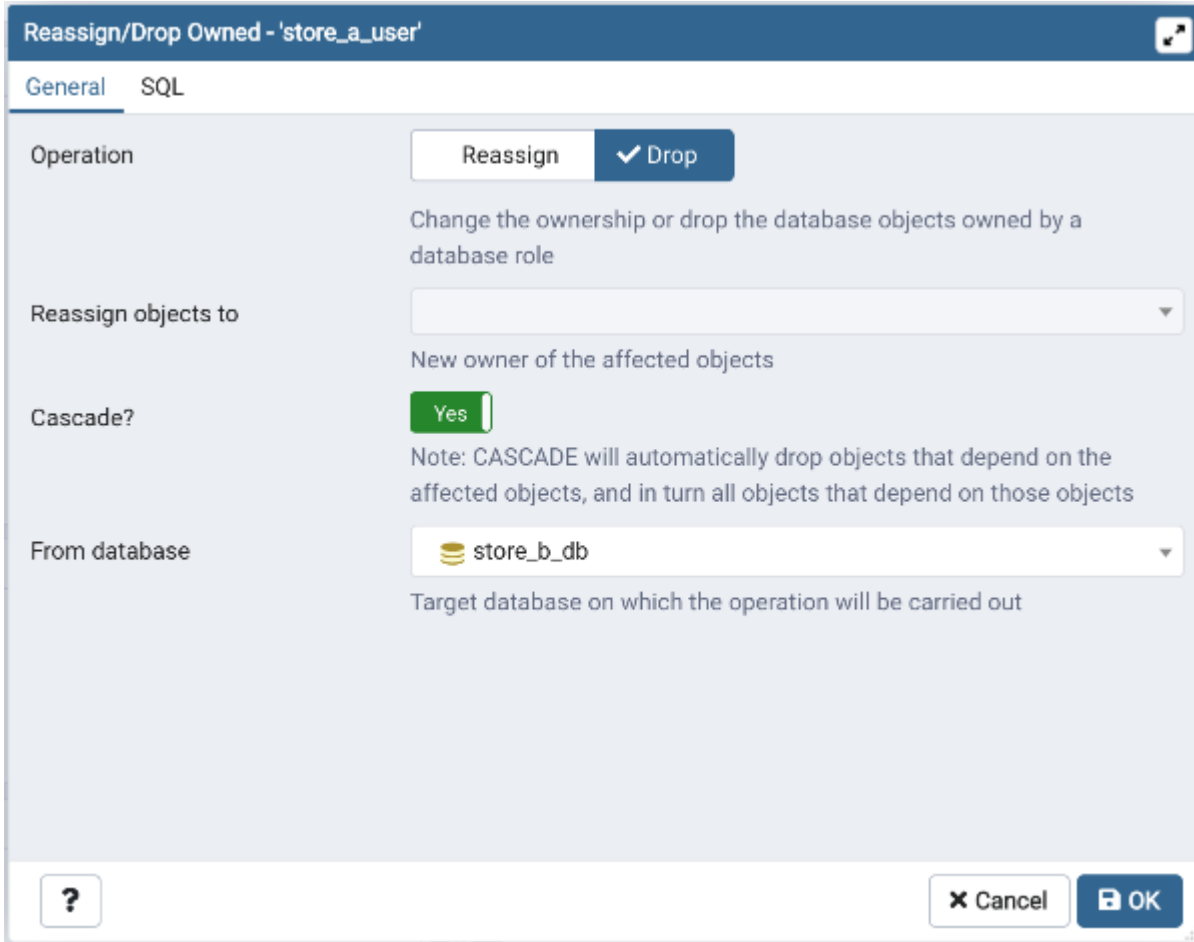 Reassign/Drop Owned - 'store_a_user'
General SQL
Operation Reassign Drop
Change the ownership or drop the database objects owned by a
database role
Reassign objects to
New owner of the affected objects
Cascade? Yes
Note: CASCADE will automatically drop objects that depend on the
affected objects, and in turn all objects that depend on those objects
From database store_b_db
Target database on which the operation will be carried out
? Cancel OK